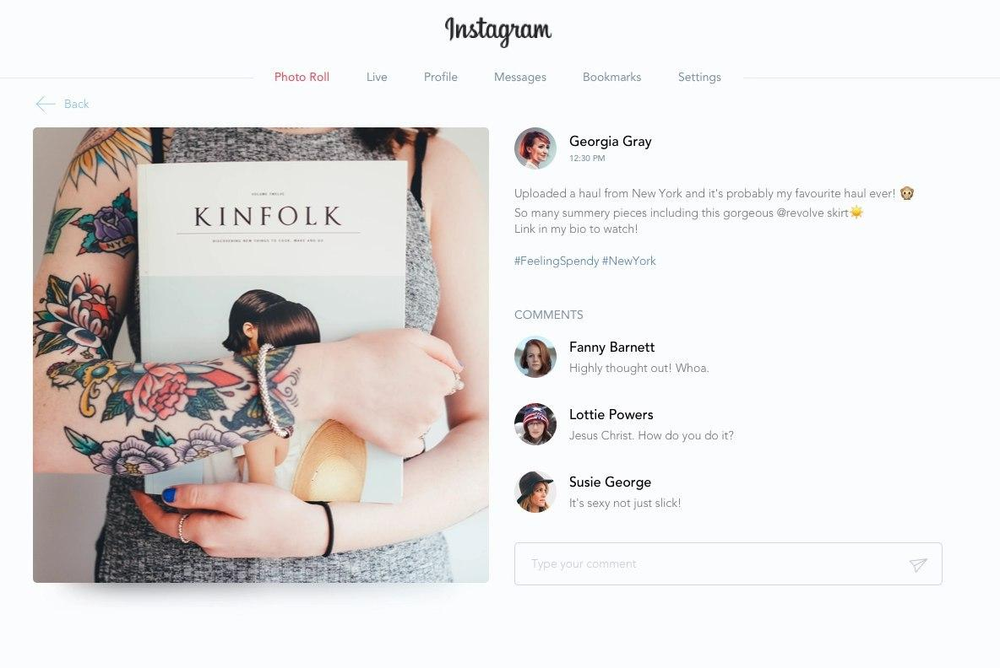 Instagram
Photo Roll Live Profile Messages Bookmarks Settings
Back
VOLUME TWELVE
KINFOLK
DISCOVERING NEW THINGS TO COOK, MAKE AND DO
NYC
Georgia Gray
12:30 PM
Uploaded a haul from New York and it's probably my favourite haul ever! 🐵
So many summery pieces including this gorgeous @revolve skirt☀️
Link in my bio to watch!
#FeelingSpendy #NewYork
COMMENTS
Fanny Barnett
Highly thought out! Whoa.
Lottie Powers
Jesus Christ. How do you do it?
Susie George
It's sexy not just slick!
Type your comment